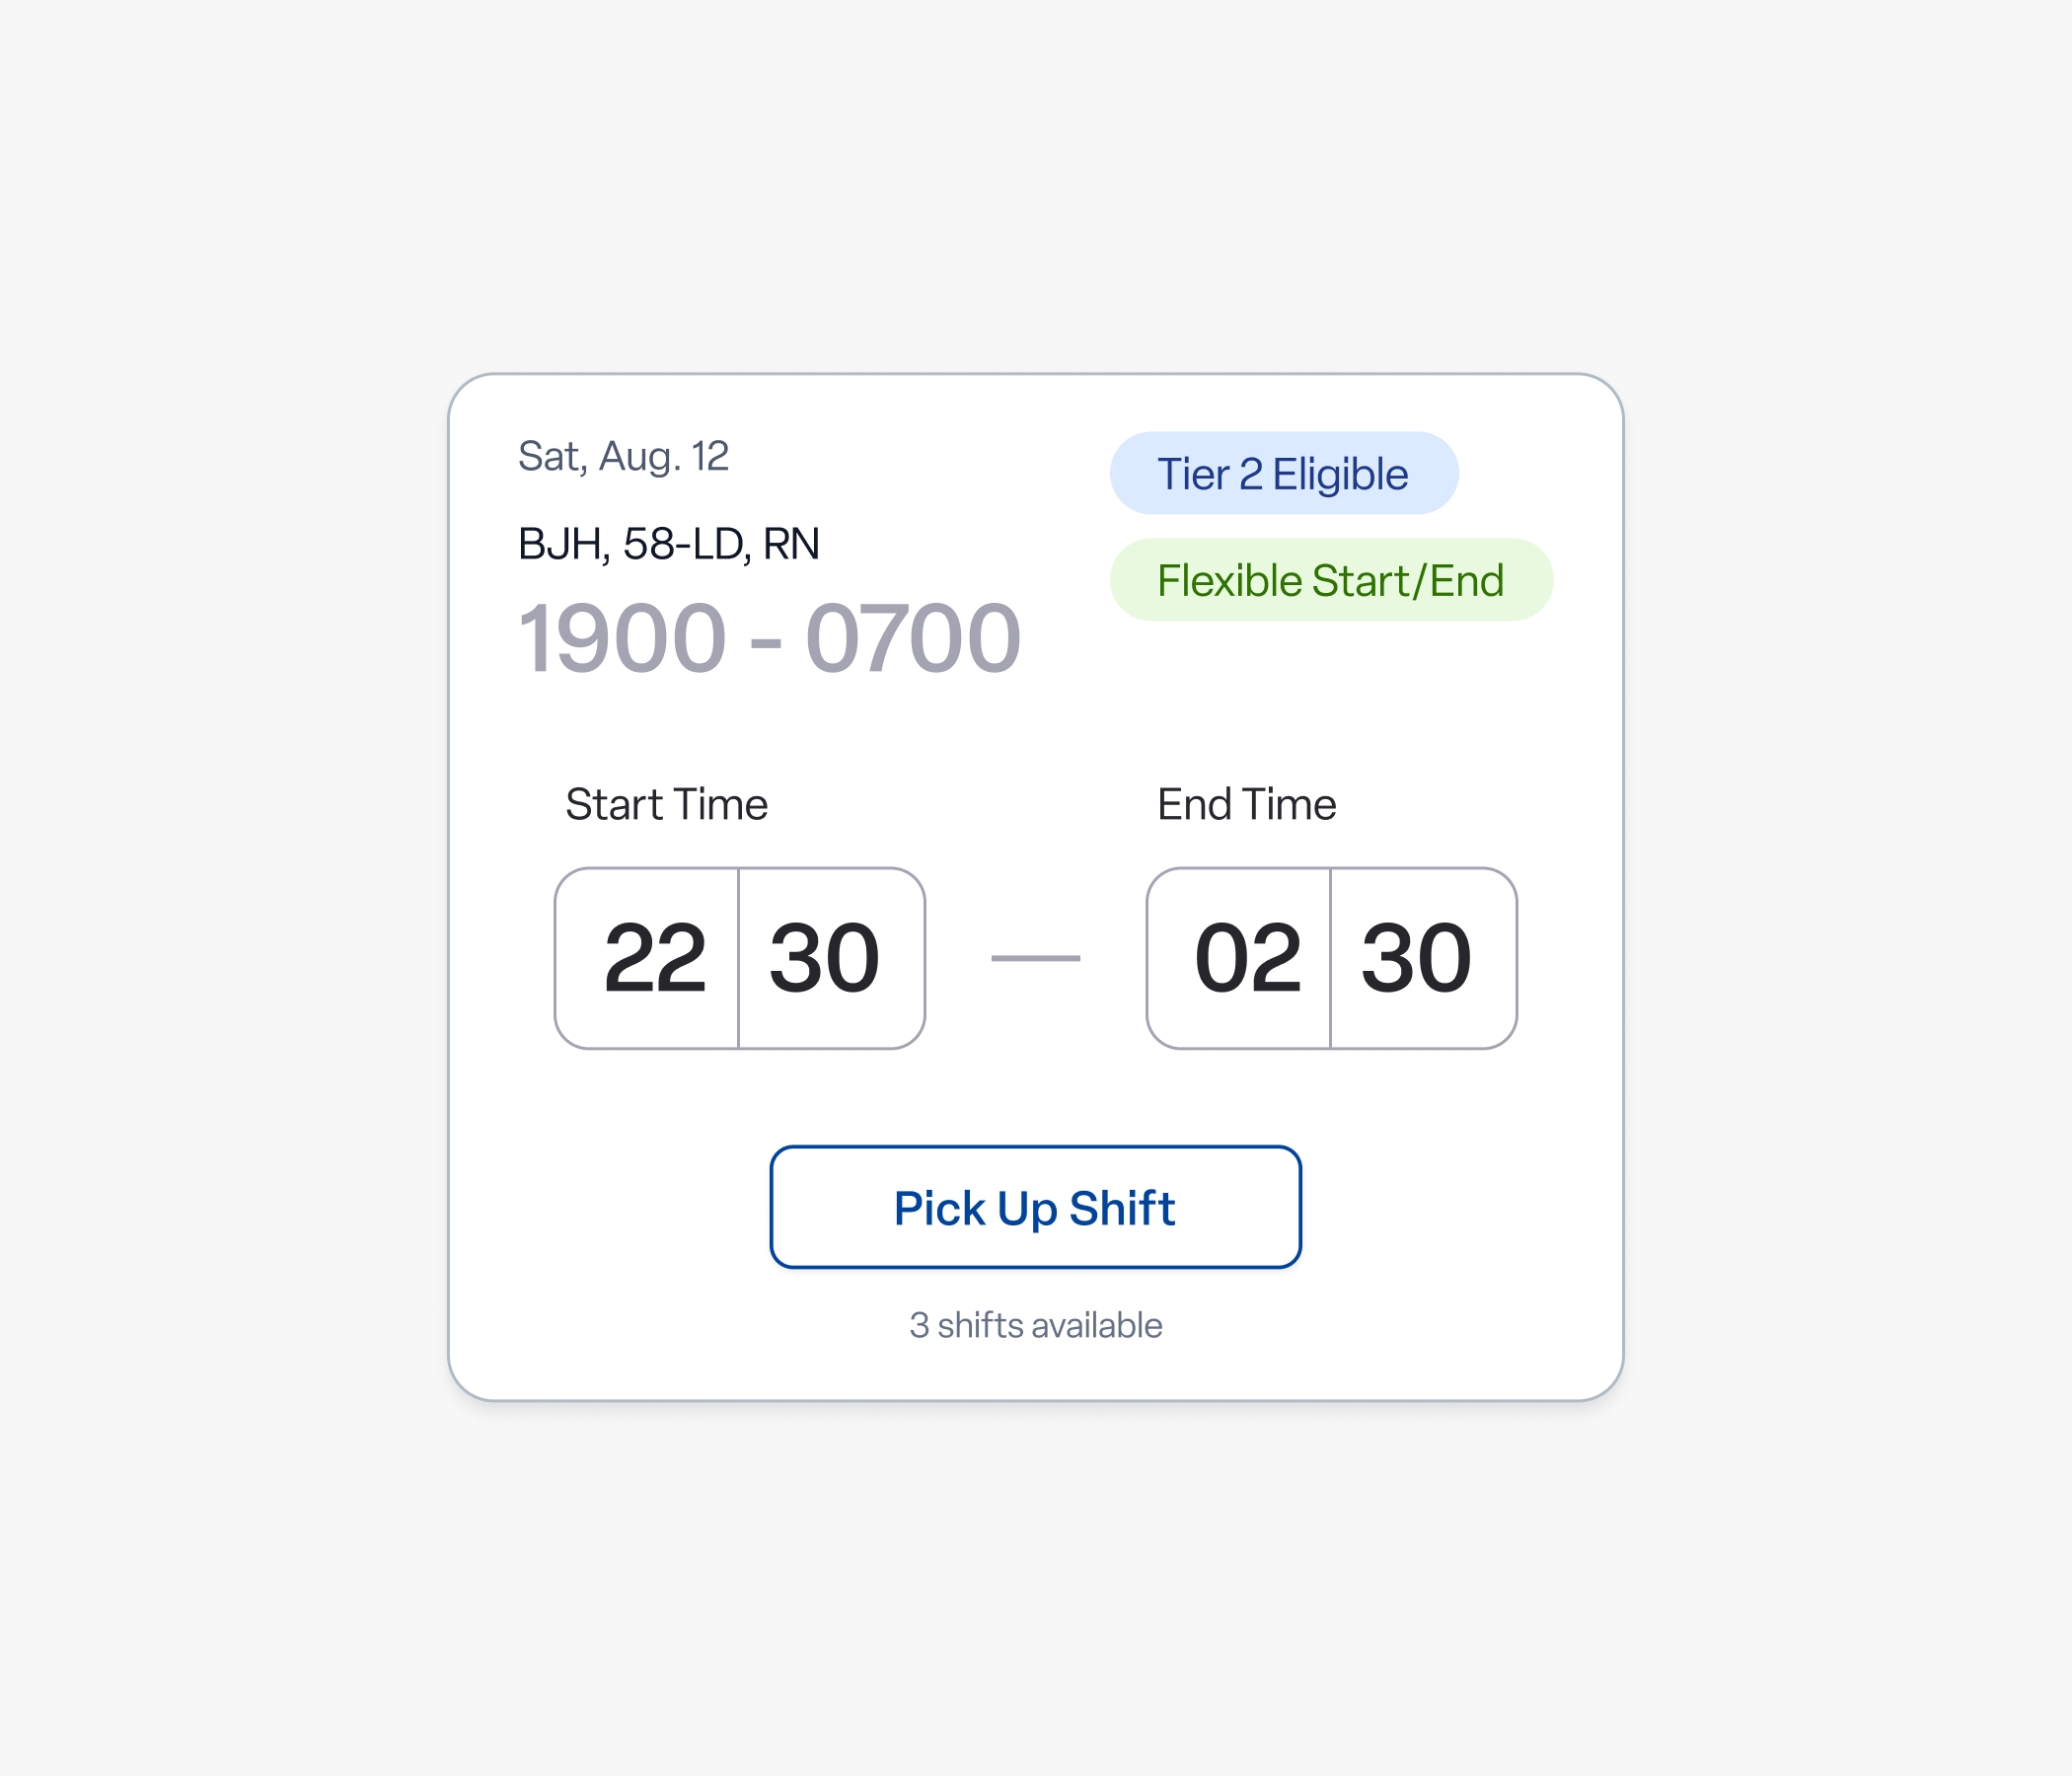 Sat, Aug. 12
BJH, 58-LD, RN
1900 - 0700
Tier 2 Eligible
Flexible Start/End
Start Time
22 30
End Time
02 30
Pick Up Shift
3 shifts available